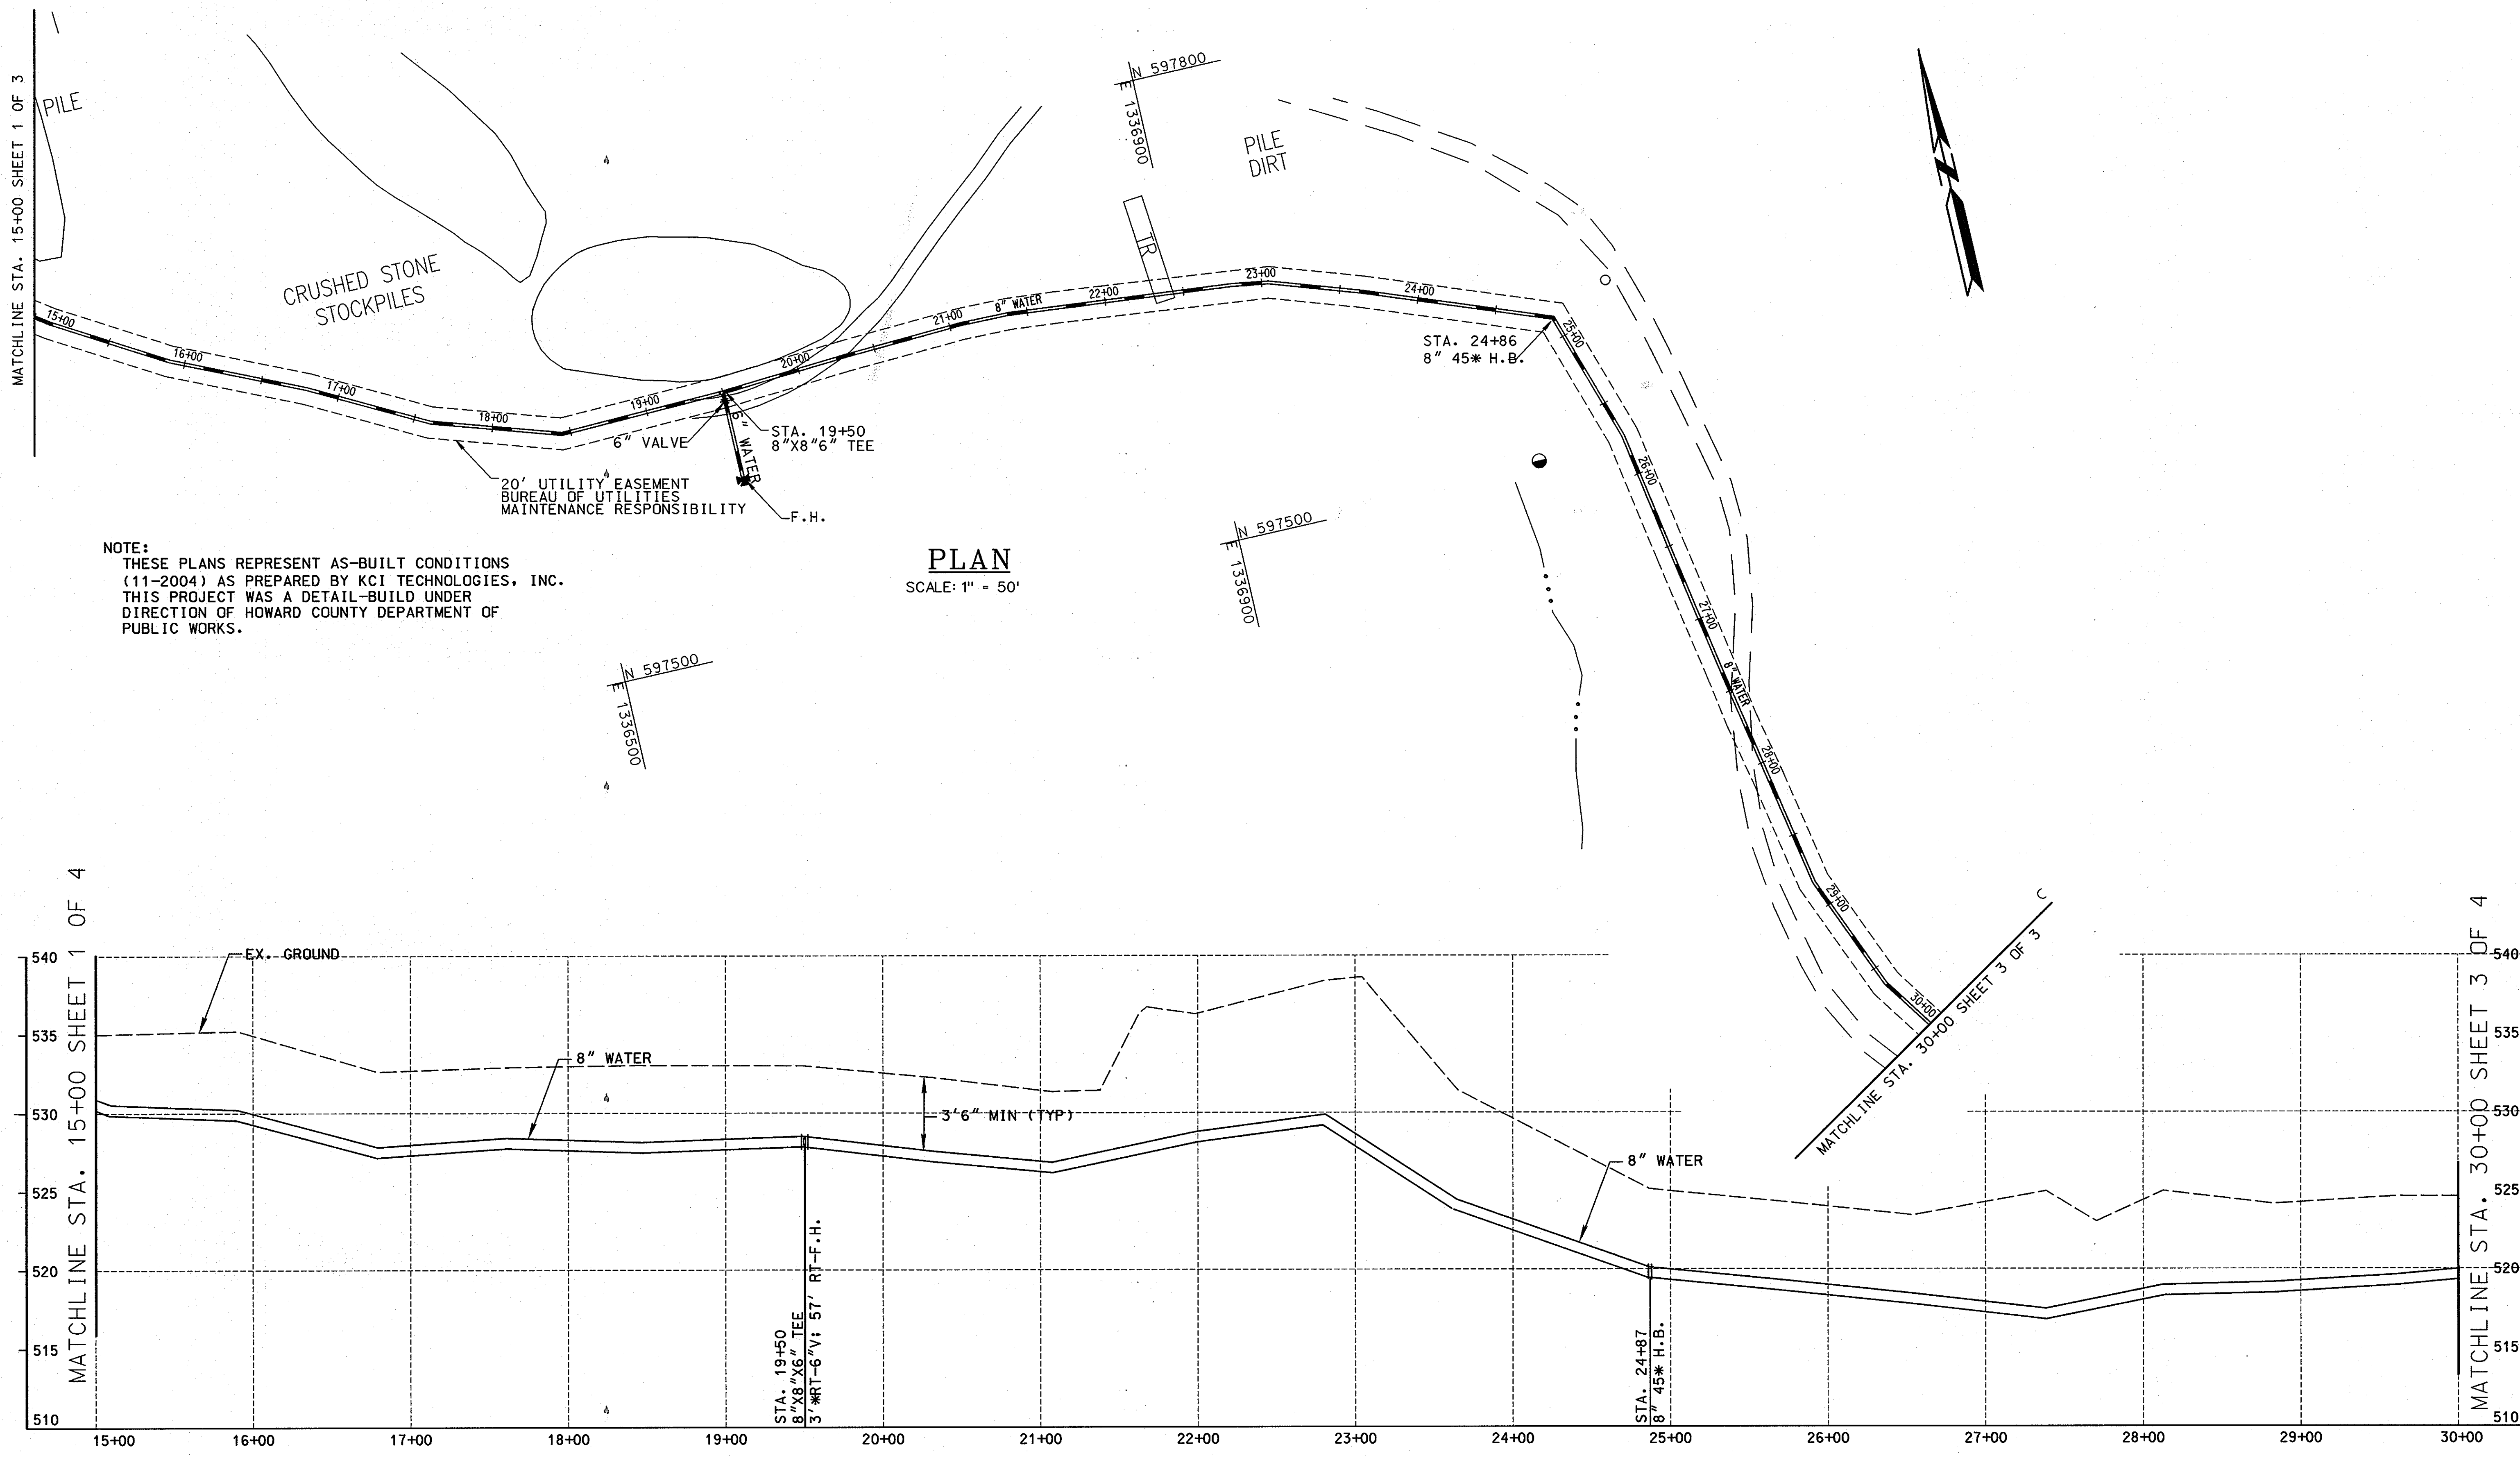 MATCHLINE STA. 15+00 SHEET 1 OF 3
PILE
CRUSHED STONE
STOCKPILES
N 597800
E 1336900
PILE
DIRT
TR
N
15+00
16+00
17+00
18+00
19+00
20+00
21+00
8" WATER
22+00
23+00
24+00
25+00
26+00
27+00
8" WATER
28+00
29+00
30+00
STA. 24+86
8" 45* H.B.
6" VALVE
6" WATER
STA. 19+50
8"X8"6" TEE
F.H.
20' UTILITY EASEMENT
BUREAU OF UTILITIES
MAINTENANCE RESPONSIBILITY
NOTE:
THESE PLANS REPRESENT AS-BUILT CONDITIONS
(11-2004) AS PREPARED BY KCI TECHNOLOGIES, INC.
THIS PROJECT WAS A DETAIL-BUILD UNDER
DIRECTION OF HOWARD COUNTY DEPARTMENT OF
PUBLIC WORKS.
PLAN
SCALE: 1" = 50'
N 597500
E 1336900
N 597500
E 1336500
MATCHLINE STA. 30+00 SHEET 3 OF 3
C
MATCHLINE STA. 15+00 SHEET 1 OF 4
540
535
530
525
520
515
510
EX. GROUND
8" WATER
3'6" MIN (TYP)
8" WATER
STA. 19+50
8"X8"X6" TEE
3'*RT-6"V; 57' RT-F.H.
STA. 24+87
8" 45* H.B.
MATCHLINE STA. 30+00 SHEET 3 OF 4
540
535
530
525
520
515
510
15+00
16+00
17+00
18+00
19+00
20+00
21+00
22+00
23+00
24+00
25+00
26+00
27+00
28+00
29+00
30+00